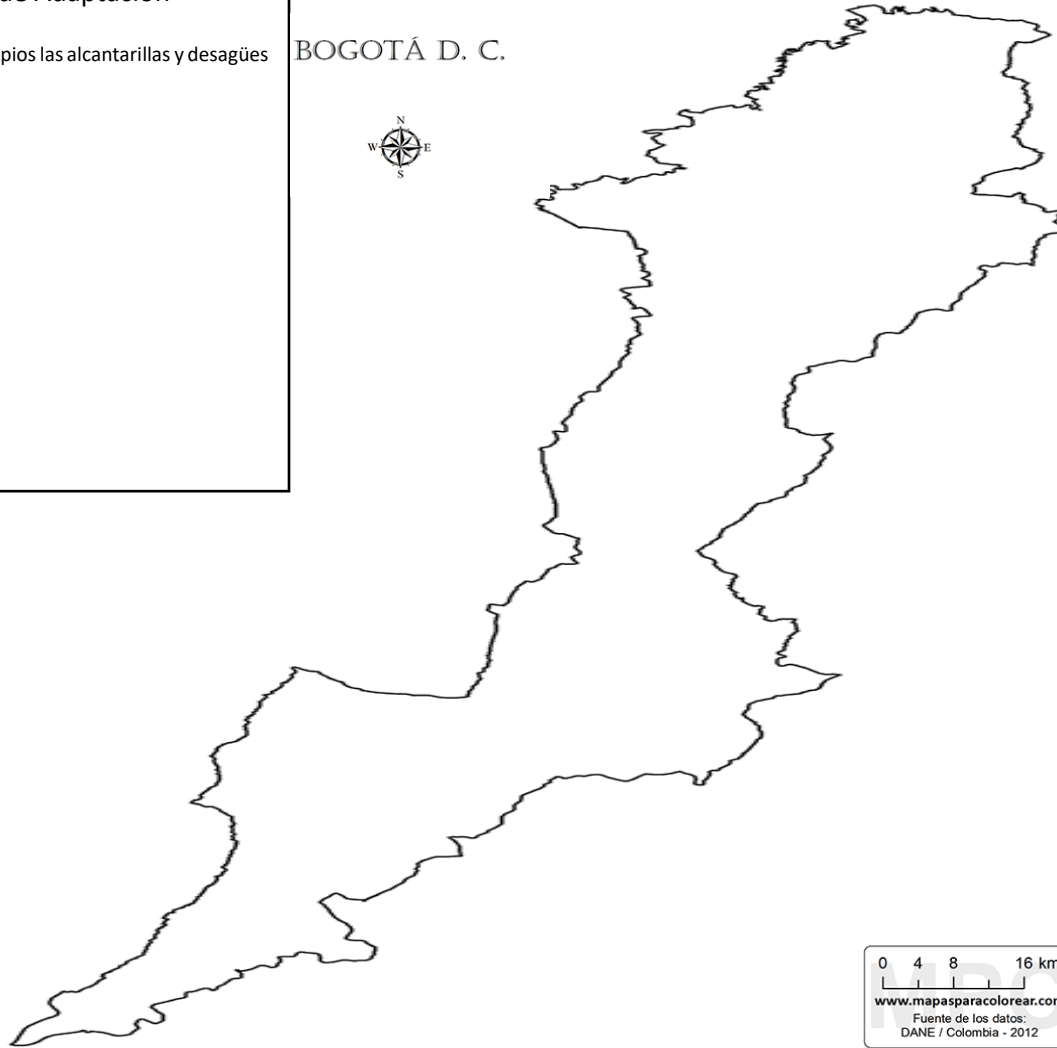 Adaptación
las alcantarillas y desagües
BOGOTÁ D. C.
N
W E
S
0 4 8 16 km
www.mapasparacolorear.com
Fuente de los datos:
DANE / Colombia - 2012